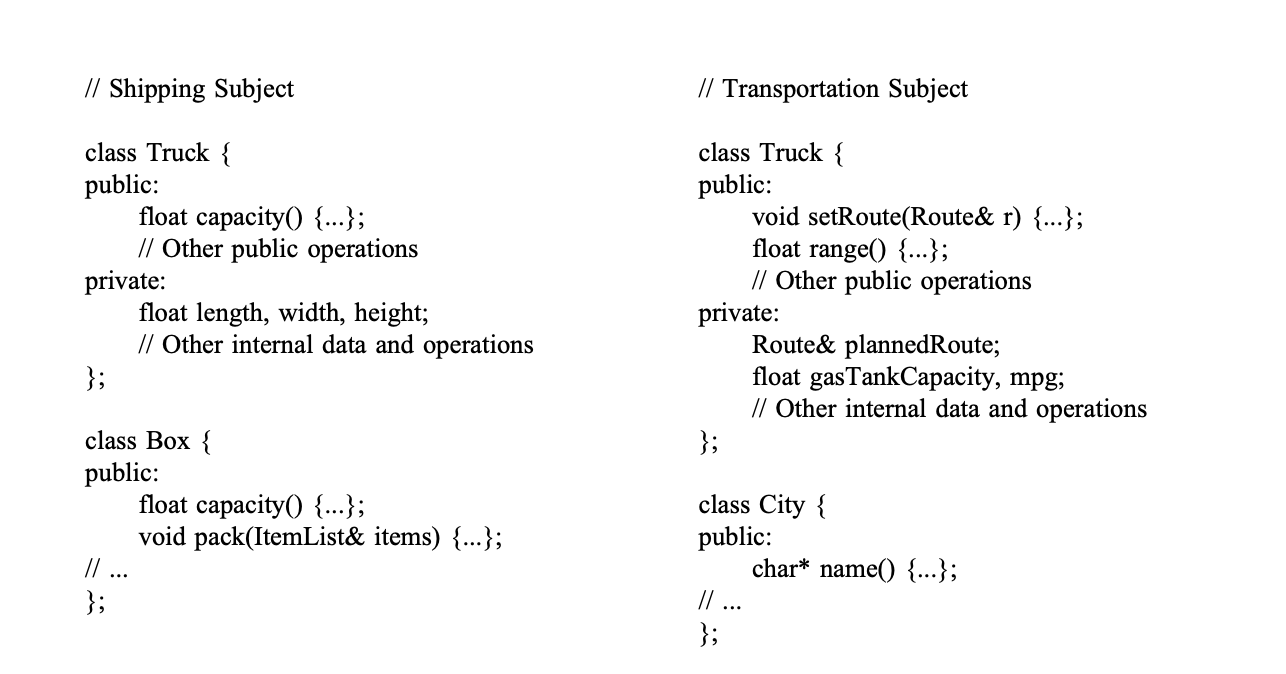 // Shipping Subject
class Truck {
public:
float capacity() {...};
// Other public operations
private:
float length, width, height;
// Other internal data and operations
};
class Box {
public:
float capacity() {...};
void pack(ItemList& items) {...};
// ...
};
// Transportation Subject
class Truck {
public:
void setRoute(Route& r) {...};
float range() {...};
// Other public operations
private:
Route& plannedRoute;
float gasTankCapacity, mpg;
// Other internal data and operations
};
class City {
public:
char* name() {...};
// ...
};